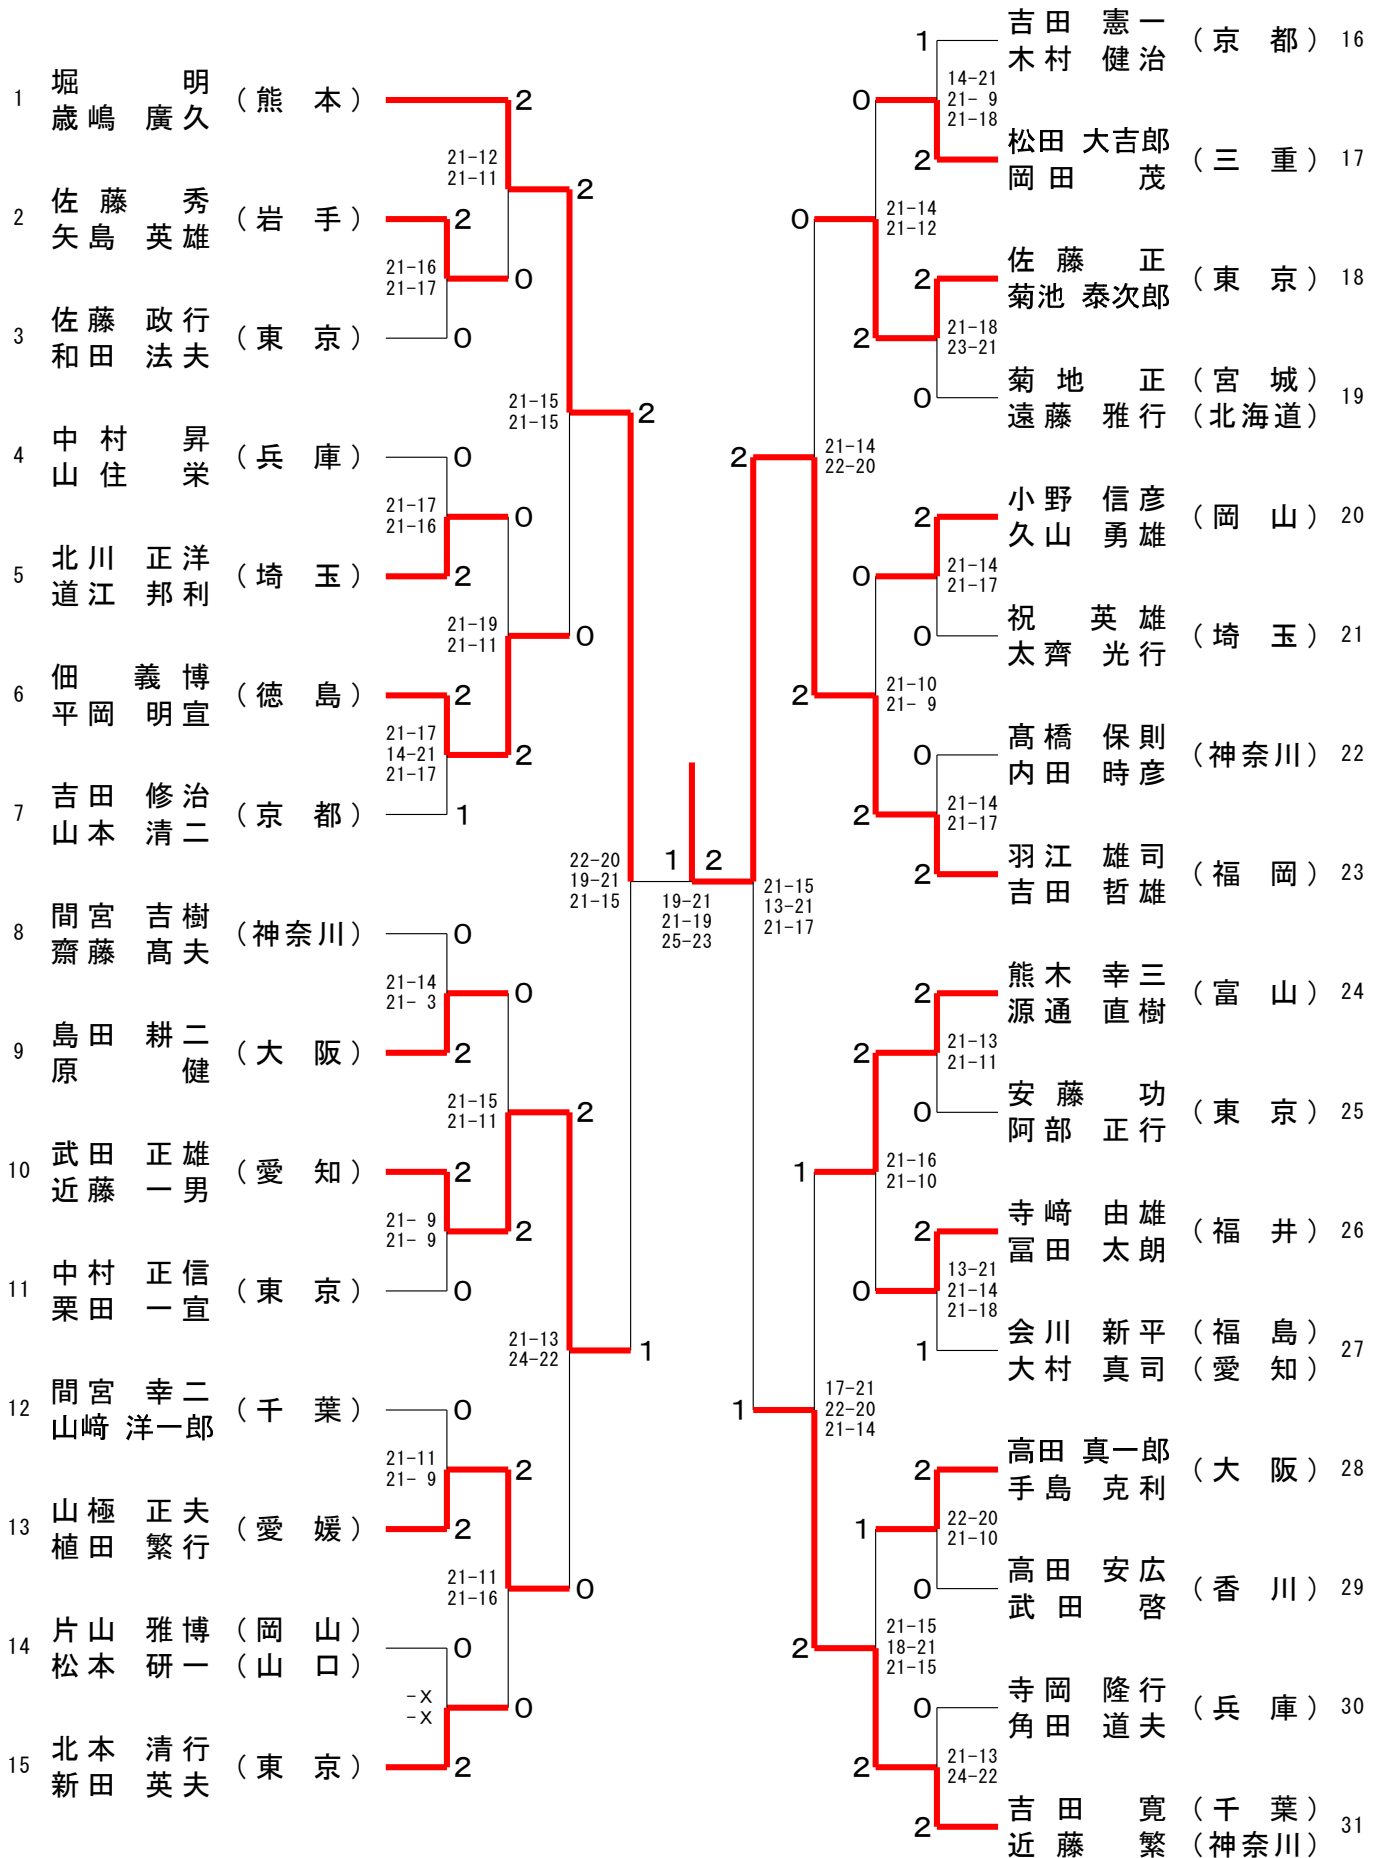 1 堀 明 (熊 本) 2
歳嶋 廣久
21-12
21-11
2
2 佐藤 秀 (岩 手) 2
矢島 英雄
21-16
21-17
0
3 佐藤 政行 (東 京) 0
和田 法夫
21-15
21-15
2
4 中村 昇 (兵 庫) 0
山住 栄
21-17
21-16
0
5 北川 正洋 (埼 玉) 2
道江 邦利
21-19
21-11
0
6 佃 義博 (徳 島) 2
平岡 明宣
21-17
14-21
21-17
2
7 吉田 修治 (京 都) 1
山本 清二
22-20
19-21
21-15
1 2
19-21
21-19
25-23
8 間宮 吉樹 (神奈川) 0
齋藤 髙夫
21-14
21- 3
0
9 島田 耕二 (大 阪) 2
原 健
21-15
21-11
2
10 武田 正雄 (愛 知) 2
近藤 一男
21- 9
21- 9
2
11 中村 正信 (東 京) 0
栗田 一宣
21-13
24-22
1
12 間宮 幸二 (千 葉) 0
山﨑 洋一郎
21-11
21- 9
2
13 山極 正夫 (愛 媛) 2
植田 繁行
21-11
21-16
0
14 片山 雅博 (岡 山) 0
松本 研一 (山 口)
-X
-X
0
15 北本 清行 (東 京) 2
新田 英夫
1 吉田 憲一 (京 都) 16
木村 健治
14-21
21- 9
21-18
0
2 松田 大吉郎 (三 重) 17
岡田 茂
21-14
21-12
0
2 佐藤 正 (東 京) 18
菊池 泰次郎
21-18
23-21
2
0 菊地 正 (宮 城) 19
遠藤 雅行 (北海道)
21-14
22-20
2
2 小野 信彦 (岡 山) 20
久山 勇雄
21-14
21-17
0
0 祝 英雄 (埼 玉) 21
太齊 光行
21-10
21- 9
2
0 髙橋 保則 (神奈川) 22
内田 時彦
21-14
21-17
2
2 羽江 雄司 (福 岡) 23
吉田 哲雄
21-15
13-21
21-17
2 熊木 幸三 (富 山) 24
源通 直樹
21-13
21-11
2
0 安藤 功 (東 京) 25
阿部 正行
21-16
21-10
1
2 寺﨑 由雄 (福 井) 26
冨田 太朗
13-21
21-14
21-18
0
1 会川 新平 (福 島) 27
大村 真司 (愛 知)
17-21
22-20
21-14
1
2 高田 真一郎 (大 阪) 28
手島 克利
22-20
21-10
1
0 高田 安広 (香 川) 29
武田 啓
21-15
18-21
21-15
2
0 寺岡 隆行 (兵 庫) 30
角田 道夫
21-13
24-22
2
2 吉田 寛 (千 葉) 31
近藤 繁 (神奈川)